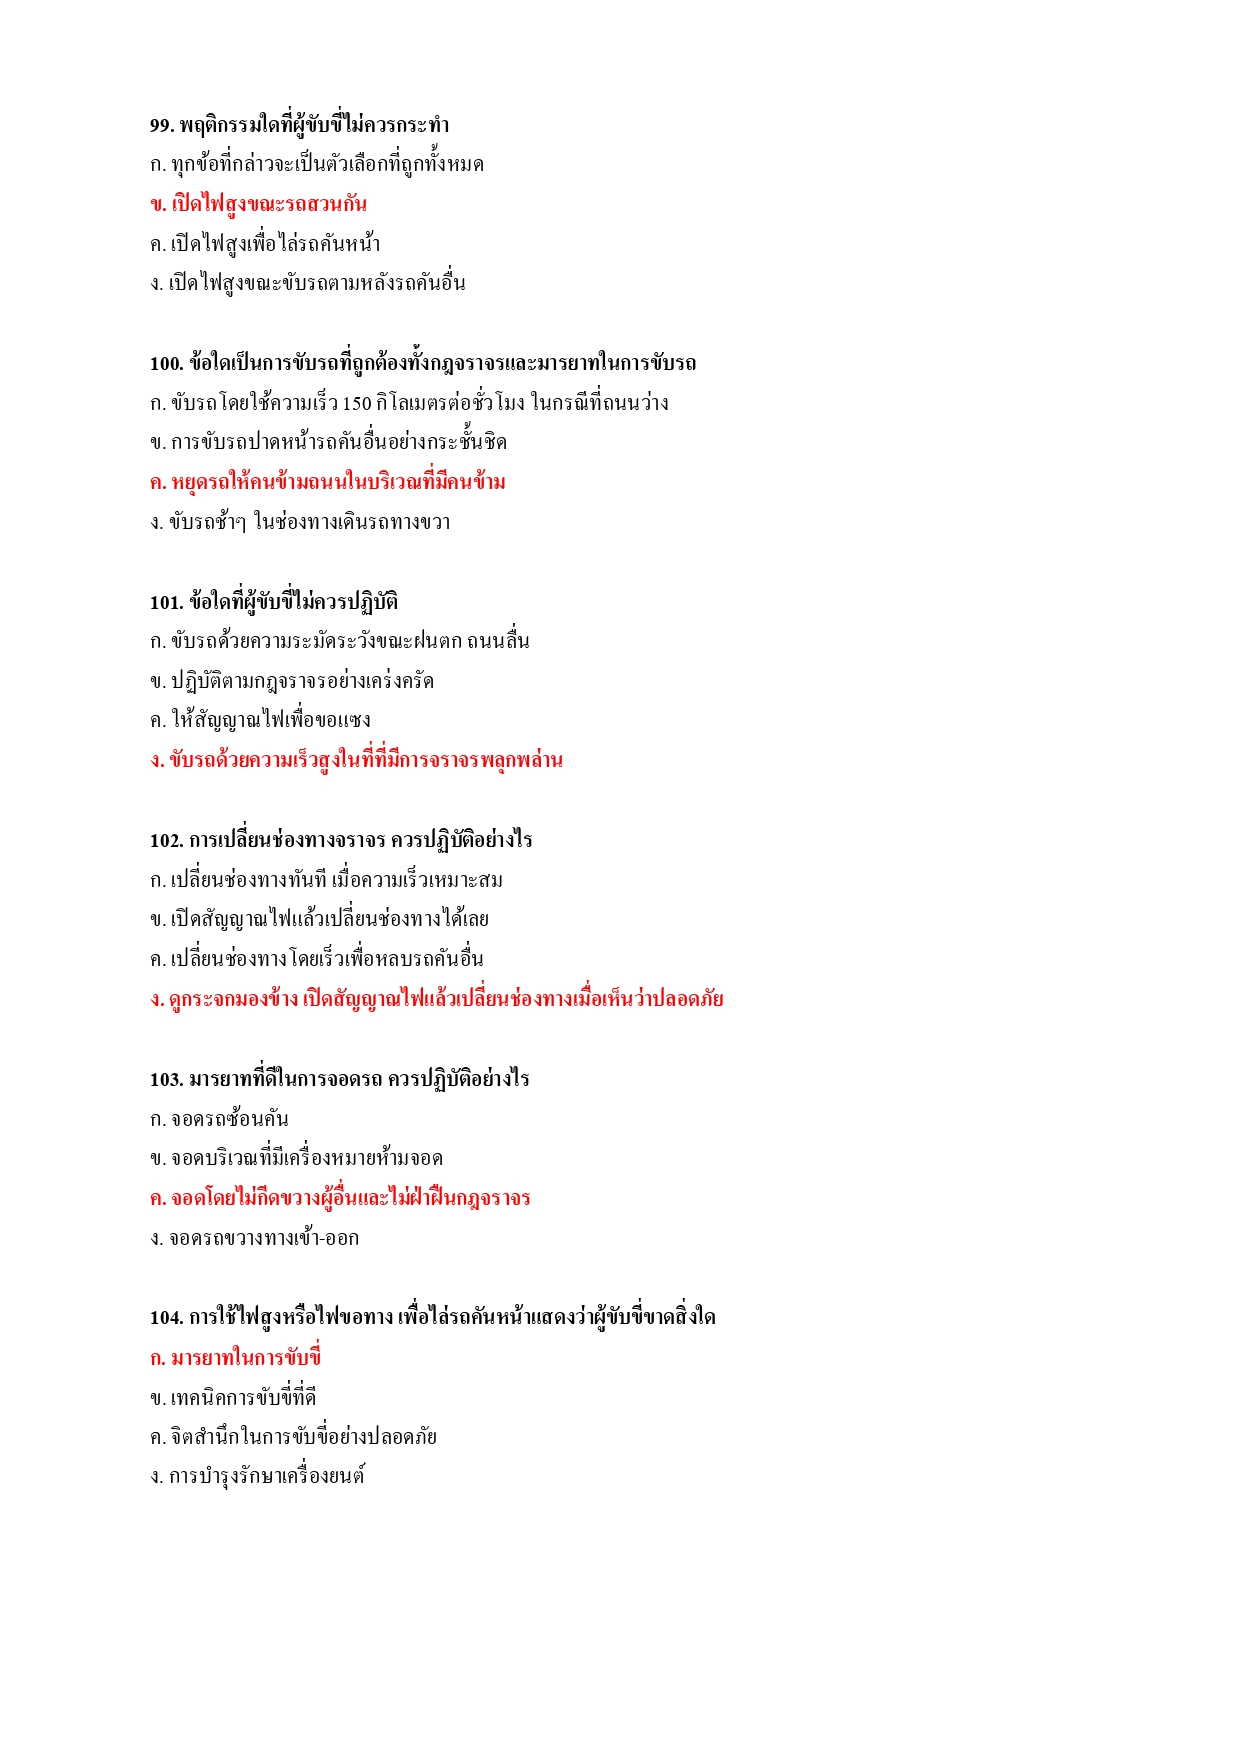 99. พฤติกรรมใดที่ผู้ขับขี่ไม่ควรกระทำ
ก. ทุกข้อที่กล่าวจะเป็นตัวเลือกที่ถูกทั้งหมด
ข. เปิดไฟสูงขณะรถสวนกัน
ค. เปิดไฟสูงเพื่อไล่รถคันหน้า
ง. เปิดไฟสูงขณะขับรถตามหลังรถคันอื่น
100. ข้อใดเป็นการขับรถที่ถูกต้องทั้งกฎจราจรและมารยาทในการขับรถ
ก. ขับรถโดยใช้ความเร็ว 150 กิโลเมตรต่อชั่วโมง ในกรณีที่ถนนว่าง
ข. การขับรถปาดหน้ารถคันอื่นอย่างกระชั้นชิด
ค. หยุดรถให้คนข้ามถนนในบริเวณที่มีคนข้าม
ง. ขับรถช้าๆ ในช่องทางเดินรถทางขวา
101. ข้อใดที่ผู้ขับขี่ไม่ควรปฏิบัติ
ก. ขับรถด้วยความระมัดระวังขณะฝนตก ถนนลื่น
ข. ปฏิบัติตามกฎจราจรอย่างเคร่งครัด
ค. ให้สัญญาณไฟเพื่อขอแซง
ง. ขับรถด้วยความเร็วสูงในที่ที่มีการจราจรพลุกพล่าน
102. การเปลี่ยนช่องทางจราจร ควรปฏิบัติอย่างไร
ก. เปลี่ยนช่องทางทันที เมื่อความเร็วเหมาะสม
ข. เปิดสัญญาณไฟแล้วเปลี่ยนช่องทางได้เลย
ค. เปลี่ยนช่องทางโดยเร็วเพื่อหลบรถคันอื่น
ง. ดูกระจกมองข้าง เปิดสัญญาณไฟแล้วเปลี่ยนช่องทางเมื่อเห็นว่าปลอดภัย
103. มารยาทที่ดีในการจอดรถ ควรปฏิบัติอย่างไร
ก. จอดรถซ้อนคัน
ข. จอดบริเวณที่มีเครื่องหมายห้ามจอด
ค. จอดโดยไม่กีดขวางผู้อื่นและไม่ฝ่าฝืนกฎจราจร
ง. จอดรถขวางทางเข้า-ออก
104. การใช้ไฟสูงหรือไฟขอทาง เพื่อไล่รถคันหน้าแสดงว่าผู้ขับขี่ขาดสิ่งใด
ก. มารยาทในการขับขี่
ข. เทคนิคการขับขี่ที่ดี
ค. จิตสำนึกในการขับขี่อย่างปลอดภัย
ง. การบำรุงรักษาเครื่องยนต์